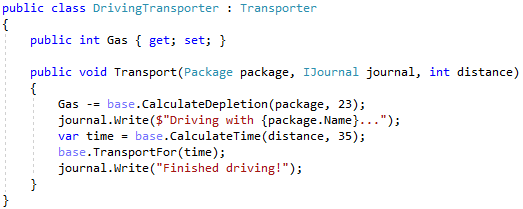 public class DrivingTransporter : Transporter
{
public int Gas { get; set; }
public void Transport(Package package, IJournal journal, int distance)
{
Gas -= base.CalculateDepletion(package, 23);
journal.Write($"Driving with {package.Name}...");
var time = base.CalculateTime(distance, 35);
base.TransportFor(time);
journal.Write("Finished driving!");
}
}